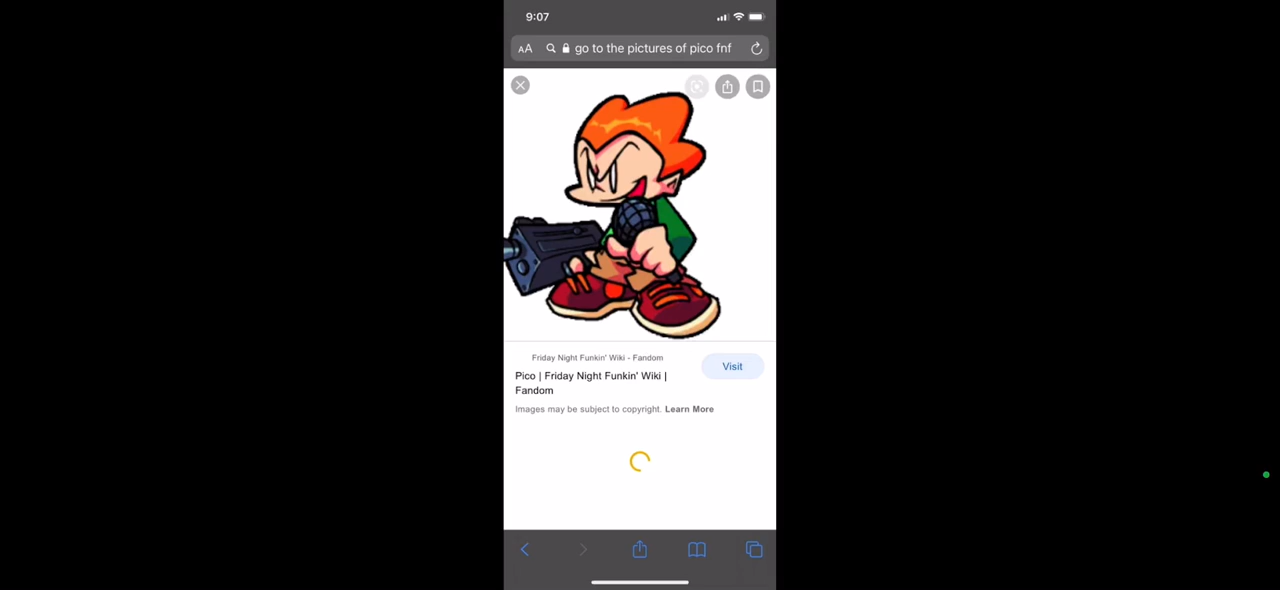 9:07
AA go to the pictures of pico fnf
Friday Night Funkin' Wiki - Fandom
Visit
Pico | Friday Night Funkin' Wiki |
Fandom
Images may be subject to copyright. Learn More